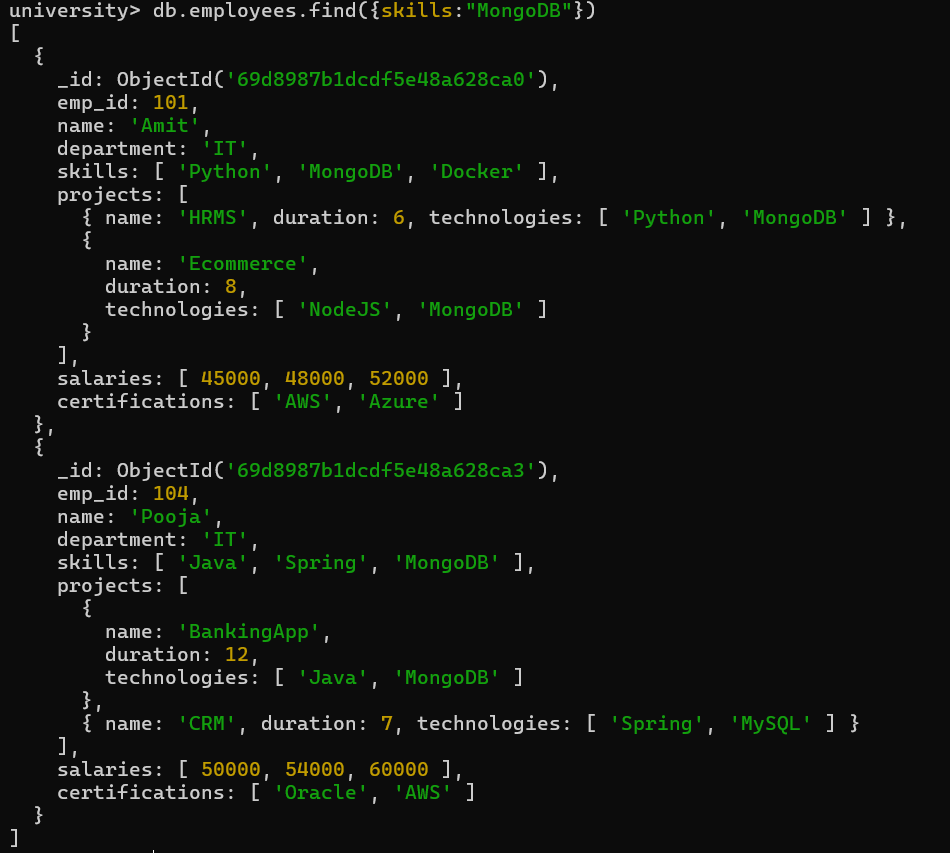 university> db.employees.find({skills:"MongoDB"})
[
  {
    _id: ObjectId('69d8987b1dcdf5e48a628ca0'),
    emp_id: 101,
    name: 'Amit',
    department: 'IT',
    skills: [ 'Python', 'MongoDB', 'Docker' ],
    projects: [
      { name: 'HRMS', duration: 6, technologies: [ 'Python', 'MongoDB' ] },
      {
        name: 'Ecommerce',
        duration: 8,
        technologies: [ 'NodeJS', 'MongoDB' ]
      }
    ],
    salaries: [ 45000, 48000, 52000 ],
    certifications: [ 'AWS', 'Azure' ]
  },
  {
    _id: ObjectId('69d8987b1dcdf5e48a628ca3'),
    emp_id: 104,
    name: 'Pooja',
    department: 'IT',
    skills: [ 'Java', 'Spring', 'MongoDB' ],
    projects: [
      {
        name: 'BankingApp',
        duration: 12,
        technologies: [ 'Java', 'MongoDB' ]
      },
      { name: 'CRM', duration: 7, technologies: [ 'Spring', 'MySQL' ] }
    ],
    salaries: [ 50000, 54000, 60000 ],
    certifications: [ 'Oracle', 'AWS' ]
  }
]